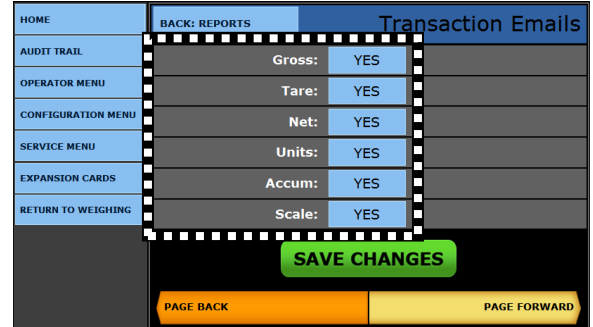 HOME
BACK: REPORTS
Transaction Emails
AUDIT TRAIL
OPERATOR MENU
CONFIGURATION MENU
SERVICE MENU
EXPANSION CARDS
RETURN TO WEIGHING
Gross: YES
Tare: YES
Net: YES
Units: YES
Accum: YES
Scale: YES
SAVE CHANGES
PAGE BACK
PAGE FORWARD